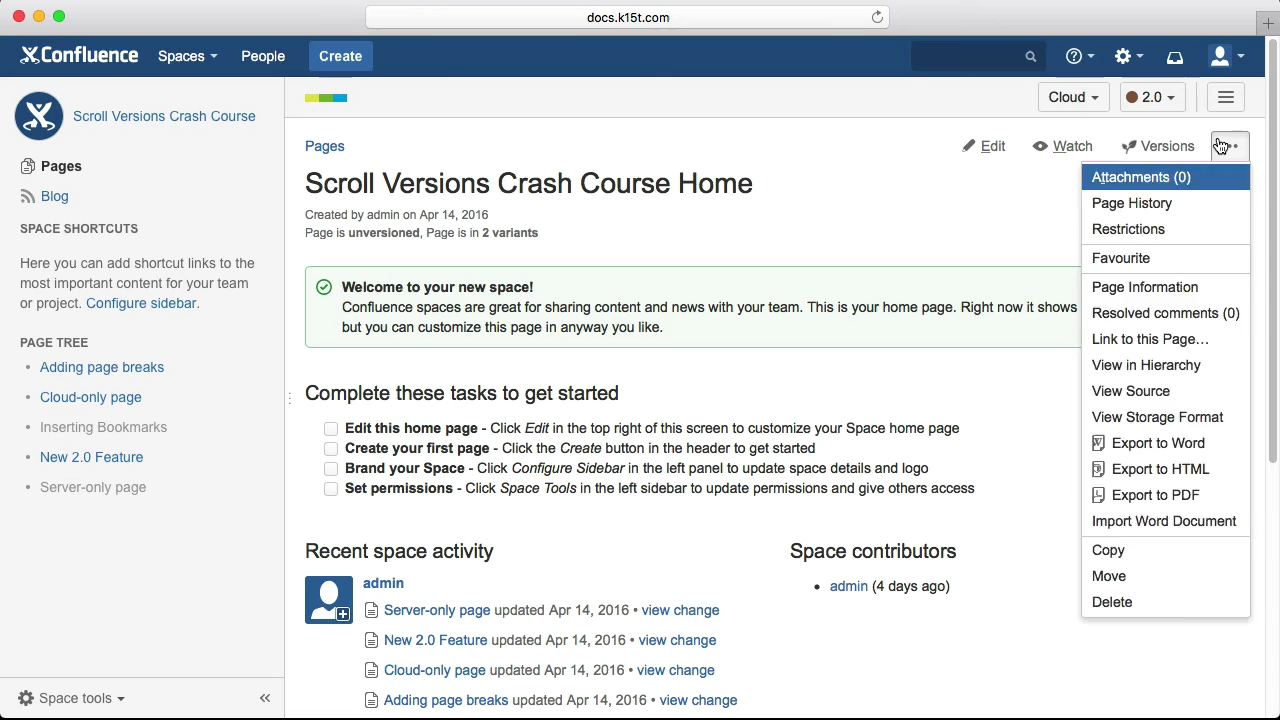 docs.k15t.com
Confluence Spaces People Create
Scroll Versions Crash Course
Pages
Blog
SPACE SHORTCUTS
Here you can add shortcut links to the
most important content for your team
or project. Configure sidebar.
PAGE TREE
• Adding page breaks
• Cloud-only page
• Inserting Bookmarks
• New 2.0 Feature
• Server-only page
Space tools
Cloud 2.0
Pages
Edit Watch Versions
Scroll Versions Crash Course Home
Created by admin on Apr 14, 2016
Page is unversioned, Page is in 2 variants
Welcome to your new space!
Confluence spaces are great for sharing content and news with your team. This is your home page. Right now it shows
but you can customize this page in anyway you like.
Complete these tasks to get started
Edit this home page - Click Edit in the top right of this screen to customize your Space home page
Create your first page - Click the Create button in the header to get started
Brand your Space - Click Configure Sidebar in the left panel to update space details and logo
Set permissions - Click Space Tools in the left sidebar to update permissions and give others access
Recent space activity
admin
Server-only page updated Apr 14, 2016 • view change
New 2.0 Feature updated Apr 14, 2016 • view change
Cloud-only page updated Apr 14, 2016 • view change
Adding page breaks updated Apr 14, 2016 • view change
Space contributors
• admin (4 days ago)
Attachments (0)
Page History
Restrictions
Favourite
Page Information
Resolved comments (0)
Link to this Page…
View in Hierarchy
View Source
View Storage Format
Export to Word
Export to HTML
Export to PDF
Import Word Document
Copy
Move
Delete